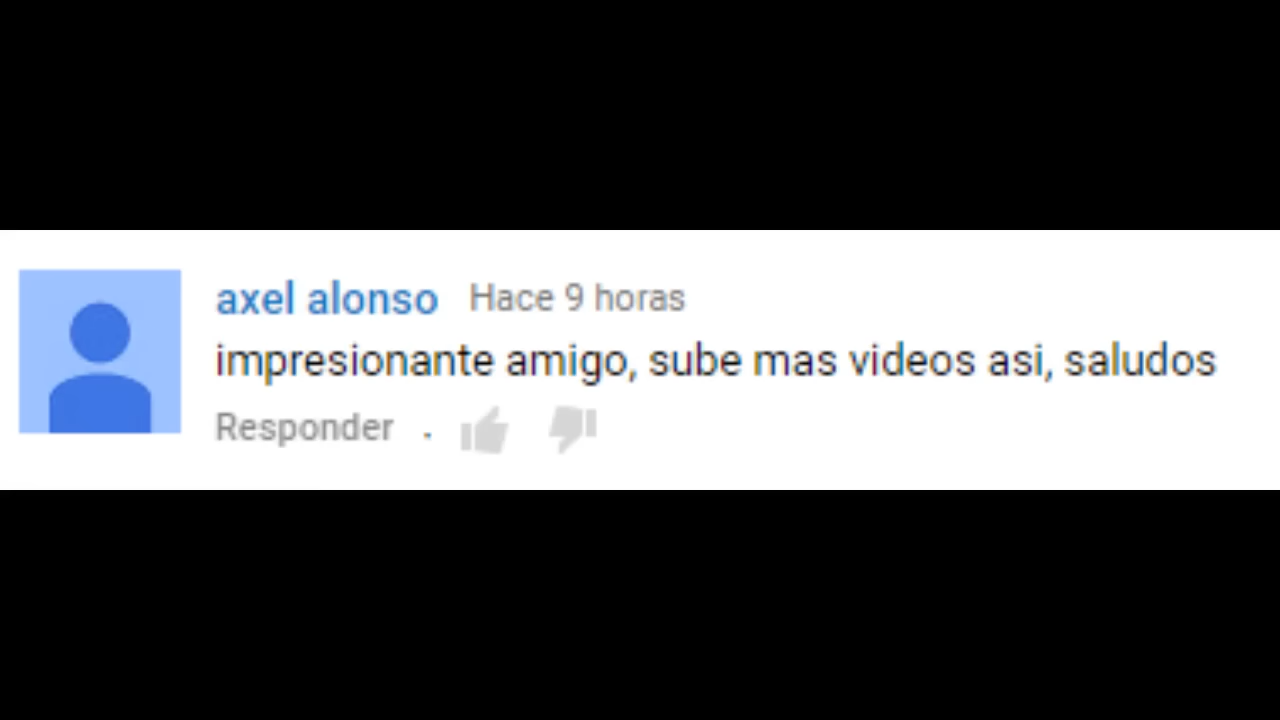 axel alonso Hace 9 horas
impresionante amigo, sube mas videos asi, saludos
Responder .